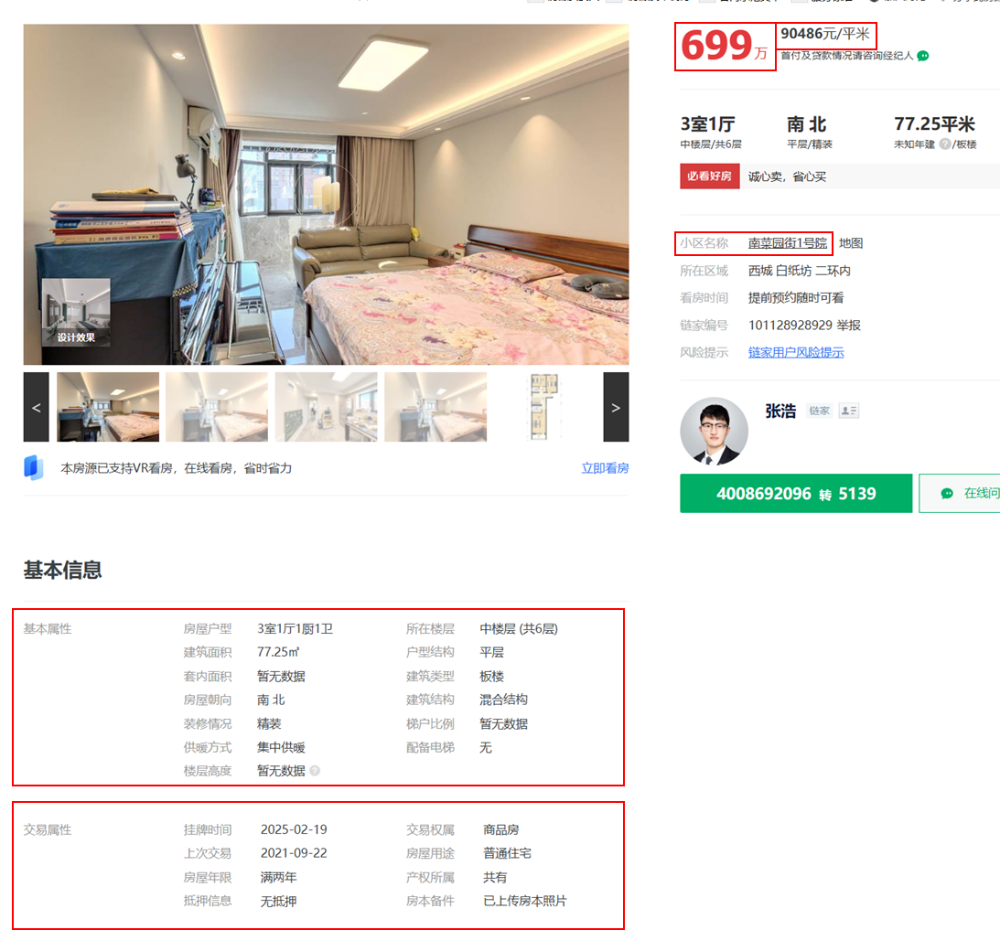 699万
90486元/平米
首付及贷款情况请咨询经纪人
3室1厅
中楼层/共6层
南 北
平层/精装
77.25平米
未知年建 ? /板楼
必看好房 诚心卖，省心买
小区名称 南菜园街1号院 地图
所在区域 西城 白纸坊 二环内
看房时间 提前预约随时可看
链家编号 101128928929 举报
风险提示 链家用户风险提示
张浩 链家
4008692096 转 5139
在线问
设计效果
< >
本房源已支持VR看房，在线看房，省时省力 立即看房
基本信息
基本属性 房屋户型 3室1厅1厨1卫 所在楼层 中楼层 (共6层)
建筑面积 77.25㎡ 户型结构 平层
套内面积 暂无数据 建筑类型 板楼
房屋朝向 南 北 建筑结构 混合结构
装修情况 精装 梯户比例 暂无数据
供暖方式 集中供暖 配备电梯 无
楼层高度 暂无数据 ?
交易属性 挂牌时间 2025-02-19 交易权属 商品房
上次交易 2021-09-22 房屋用途 普通住宅
房屋年限 满两年 产权所属 共有
抵押信息 无抵押 房本备件 已上传房本照片